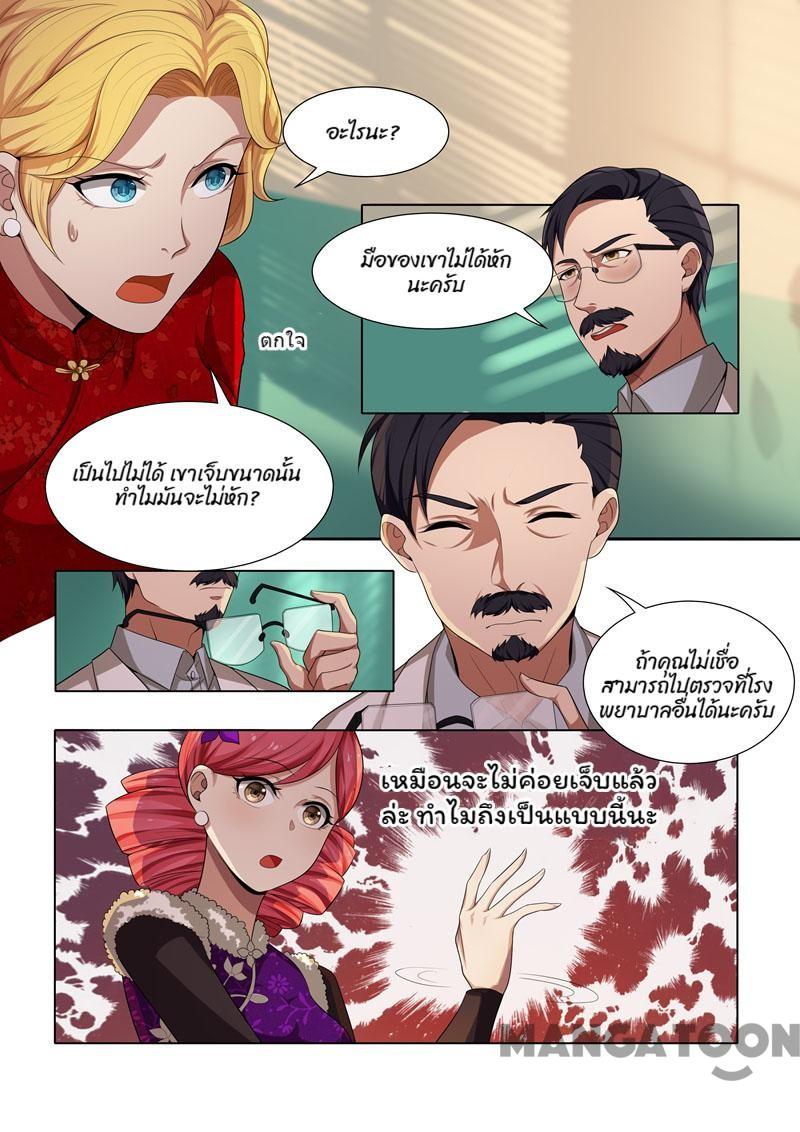 อะไรนะ?
มือของเขาไม่ได้หัก
นะครับ
ตกใจ
เป็นไปไม่ได้ เขาเจ็บขนาดนั้น
ทำไมมันจะไม่หัก?
ถ้าคุณไม่เชื่อ
สามารถไปตรวจที่โรง
พยาบาลอื่นได้นะครับ
เหมือนจะไม่ค่อยเจ็บแล้ว
ล่ะ ทำไมถึงเป็นแบบนี้นะ
MANGATOON